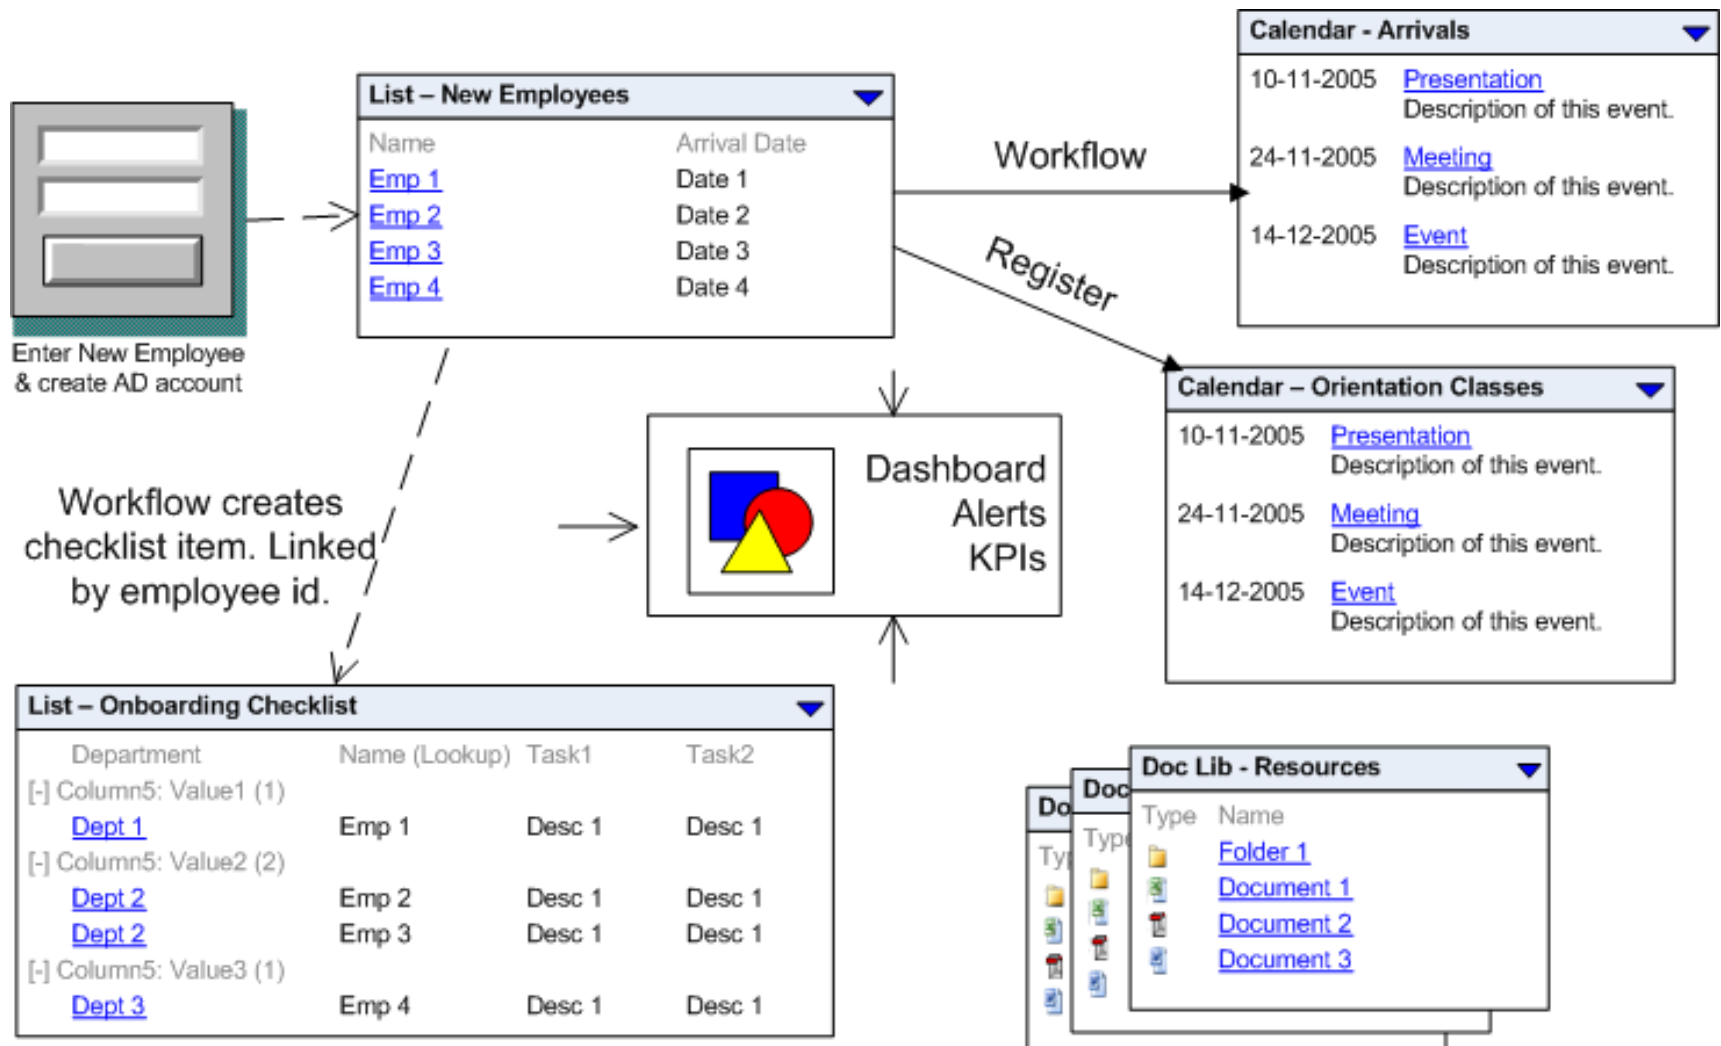 Enter New Employee
& create AD account
List – New Employees
Name Arrival Date
Emp 1 Date 1
Emp 2 Date 2
Emp 3 Date 3
Emp 4 Date 4
Workflow
Register
Calendar - Arrivals
10-11-2005 Presentation
Description of this event.
24-11-2005 Meeting
Description of this event.
14-12-2005 Event
Description of this event.
Calendar – Orientation Classes
10-11-2005 Presentation
Description of this event.
24-11-2005 Meeting
Description of this event.
14-12-2005 Event
Description of this event.
Dashboard
Alerts
KPIs
Workflow creates
checklist item. Linked
by employee id.
List – Onboarding Checklist
Department Name (Lookup) Task1 Task2
[-] Column5: Value1 (1)
Dept 1 Emp 1 Desc 1 Desc 1
[-] Column5: Value2 (2)
Dept 2 Emp 2 Desc 1 Desc 1
Dept 2 Emp 3 Desc 1 Desc 1
[-] Column5: Value3 (1)
Dept 3 Emp 4 Desc 1 Desc 1
Do
Ty
Doc
Typ
Doc Lib - Resources
Type Name
Folder 1
Document 1
Document 2
Document 3